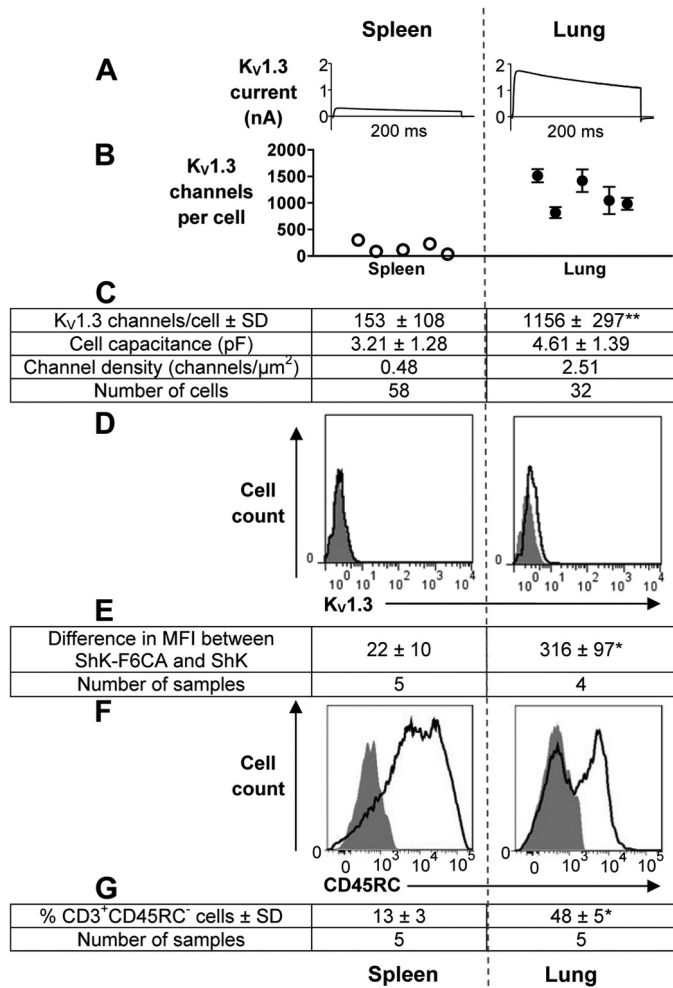 Spleen Lung
A
K_V1.3 current (nA)
2 2
1 1
0 0
200 ms 200 ms
B
K_V1.3 channels per cell
2000
1500
1000
500
0
Spleen Lung
C
K_V1.3 channels/cell ± SD 153 ± 108 1156 ± 297**
Cell capacitance (pF) 3.21 ± 1.28 4.61 ± 1.39
Channel density (channels/µm²) 0.48 2.51
Number of cells 58 32
D
Cell count
0 0
10⁰ 10¹ 10² 10³ 10⁴ 10⁰ 10¹ 10² 10³ 10⁴
K_V1.3
E
Difference in MFI between
ShK-F6CA and ShK 22 ± 10 316 ± 97*
Number of samples 5 4
F
Cell count
0 0
0 10³ 10⁴ 10⁵ 0 10³ 10⁴ 10⁵
CD45RC
G
% CD3⁺CD45RC⁻ cells ± SD 13 ± 3 48 ± 5*
Number of samples 5 5
Spleen Lung